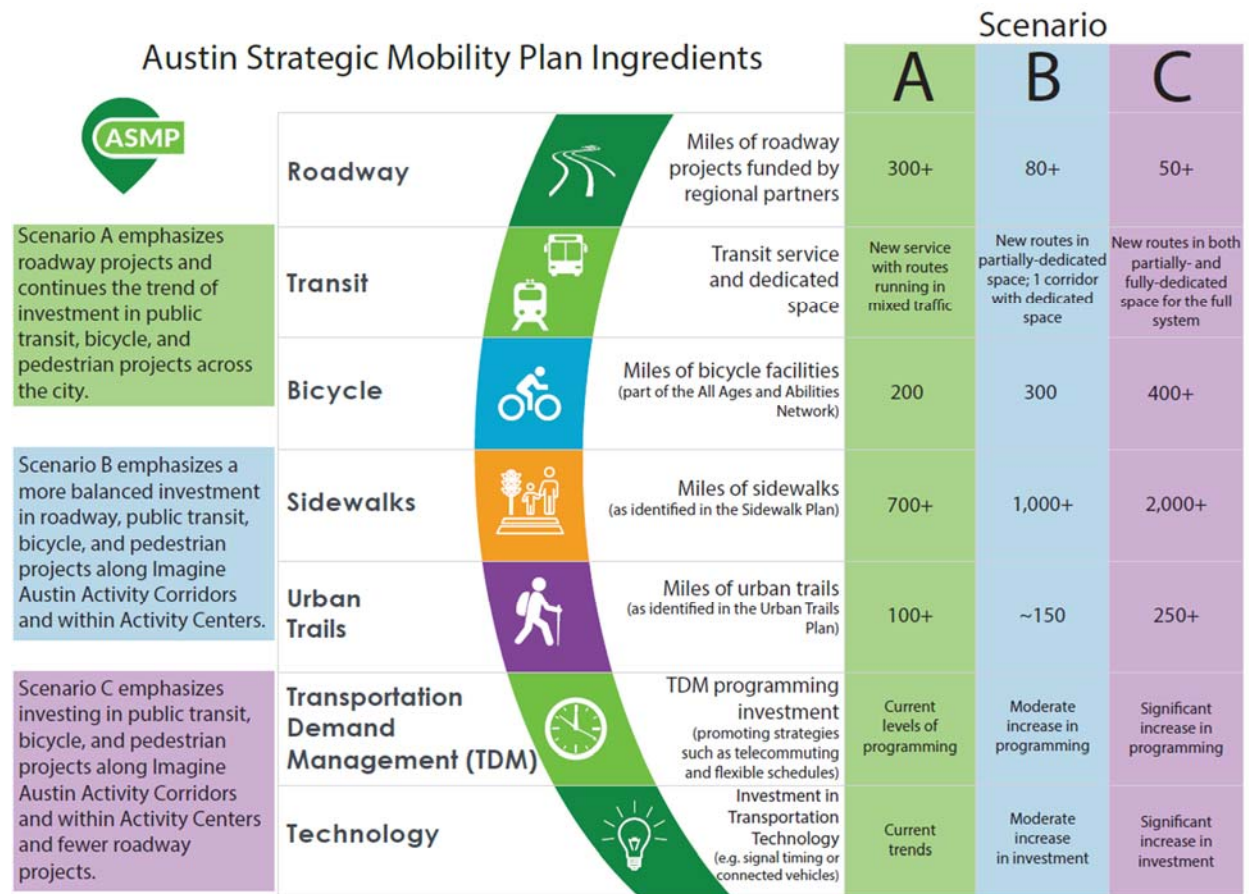 Scenario
Austin Strategic Mobility Plan Ingredients
A
B
C
ASMP
Scenario A emphasizes
roadway projects and
continues the trend of
investment in public
transit, bicycle, and
pedestrian projects across
the city.
Scenario B emphasizes a
more balanced investment
in roadway, public transit,
bicycle, and pedestrian
projects along Imagine
Austin Activity Corridors
and within Activity Centers.
Scenario C emphasizes
investing in public transit,
bicycle, and pedestrian
projects along Imagine
Austin Activity Corridors
and within Activity Centers
and fewer roadway
projects.
Roadway
Miles of roadway
projects funded by
regional partners
300+
80+
50+
Transit
Transit service
and dedicated
space
New service
with routes
running in
mixed traffic
New routes in
partially-dedicated
space; 1 corridor
with dedicated
space
New routes in both
partially- and
fully-dedicated
space for the full
system
Bicycle
Miles of bicycle facilities
(part of the All Ages and Abilities
Network)
200
300
400+
Sidewalks
Miles of sidewalks
(as identified in the Sidewalk Plan)
700+
1,000+
2,000+
Urban
Trails
Miles of urban trails
(as identified in the Urban Trails
Plan)
100+
~150
250+
Transportation
Demand
Management (TDM)
TDM programming
investment
(promoting strategies
such as telecommuting
and flexible schedules)
Current
levels of
programming
Moderate
increase in
programming
Significant
increase in
programming
Technology
Investment in
Transportation
Technology
(e.g. signal timing or
connected vehicles)
Current
trends
Moderate
increase
in investment
Significant
increase in
investment